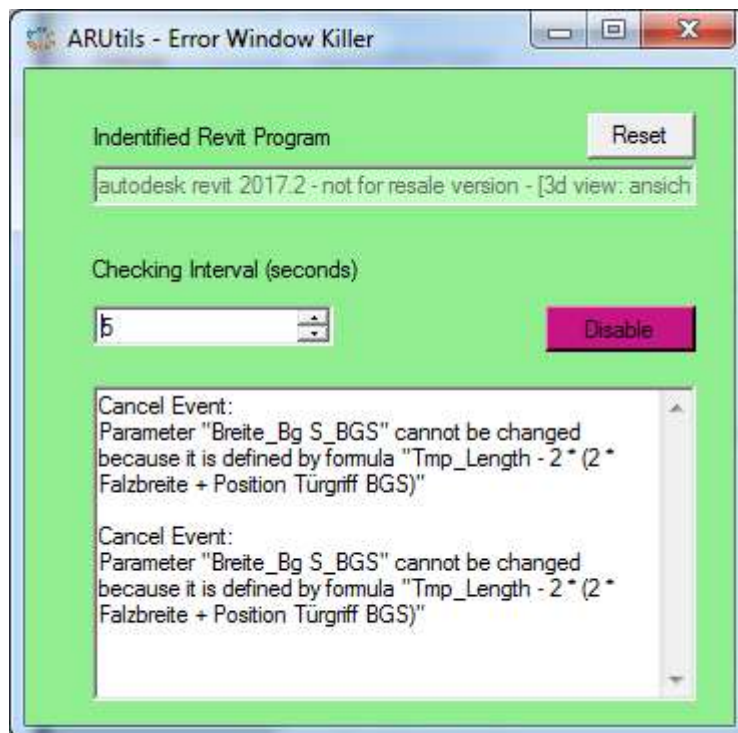 ARUtils - Error Window Killer
Indentified Revit Program
Reset
autodesk revit 2017.2 - not for resale version - [3d view: ansich
Checking Interval (seconds)
5
Disable
Cancel Event:
Parameter "Breite_Bg S_BGS" cannot be changed
because it is defined by formula "Tmp_Length - 2 * (2 *
Falzbreite + Position Türgriff BGS)"
Cancel Event:
Parameter "Breite_Bg S_BGS" cannot be changed
because it is defined by formula "Tmp_Length - 2 * (2 *
Falzbreite + Position Türgriff BGS)"